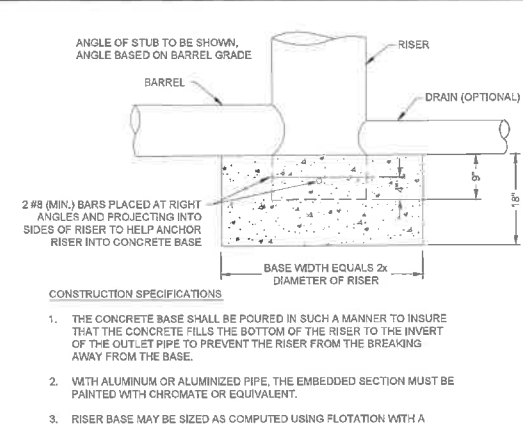 ANGLE OF STUB TO BE SHOWN,
ANGLE BASED ON BARREL GRADE
RISER
BARREL
DRAIN (OPTIONAL)
4"
9"
18"
2 #8 (MIN.) BARS PLACED AT RIGHT
ANGLES AND PROJECTING INTO
SIDES OF RISER TO HELP ANCHOR
RISER INTO CONCRETE BASE
BASE WIDTH EQUALS 2x
DIAMETER OF RISER
CONSTRUCTION SPECIFICATIONS
1. THE CONCRETE BASE SHALL BE POURED IN SUCH A MANNER TO INSURE
THAT THE CONCRETE FILLS THE BOTTOM OF THE RISER TO THE INVERT
OF THE OUTLET PIPE TO PREVENT THE RISER FROM THE BREAKING
AWAY FROM THE BASE.
2. WITH ALUMINUM OR ALUMINIZED PIPE, THE EMBEDDED SECTION MUST BE
PAINTED WITH CHROMATE OR EQUIVALENT.
3. RISER BASE MAY BE SIZED AS COMPUTED USING FLOTATION WITH A